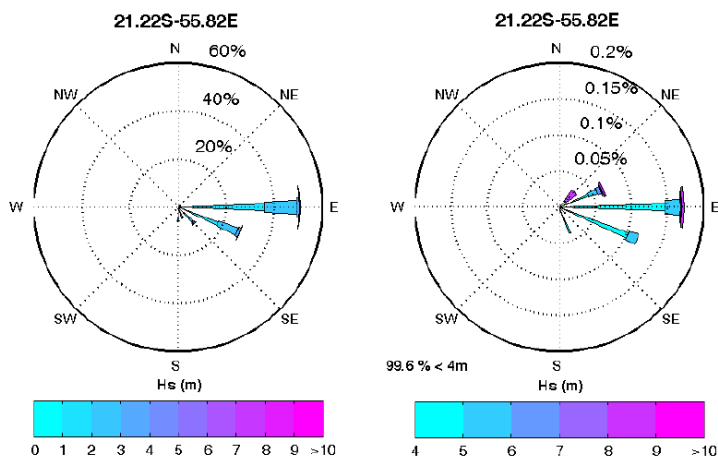 21.22S-55.82E
N
60%
NW
NE
40%
20%
W
E
SW
SE
S
Hs (m)
0 1 2 3 4 5 6 7 8 9 >10
21.22S-55.82E
N
0.2%
NW
NE
0.15%
0.1%
0.05%
W
E
SW
SE
S
99.6 % < 4m
Hs (m)
4 5 6 7 8 9 >10